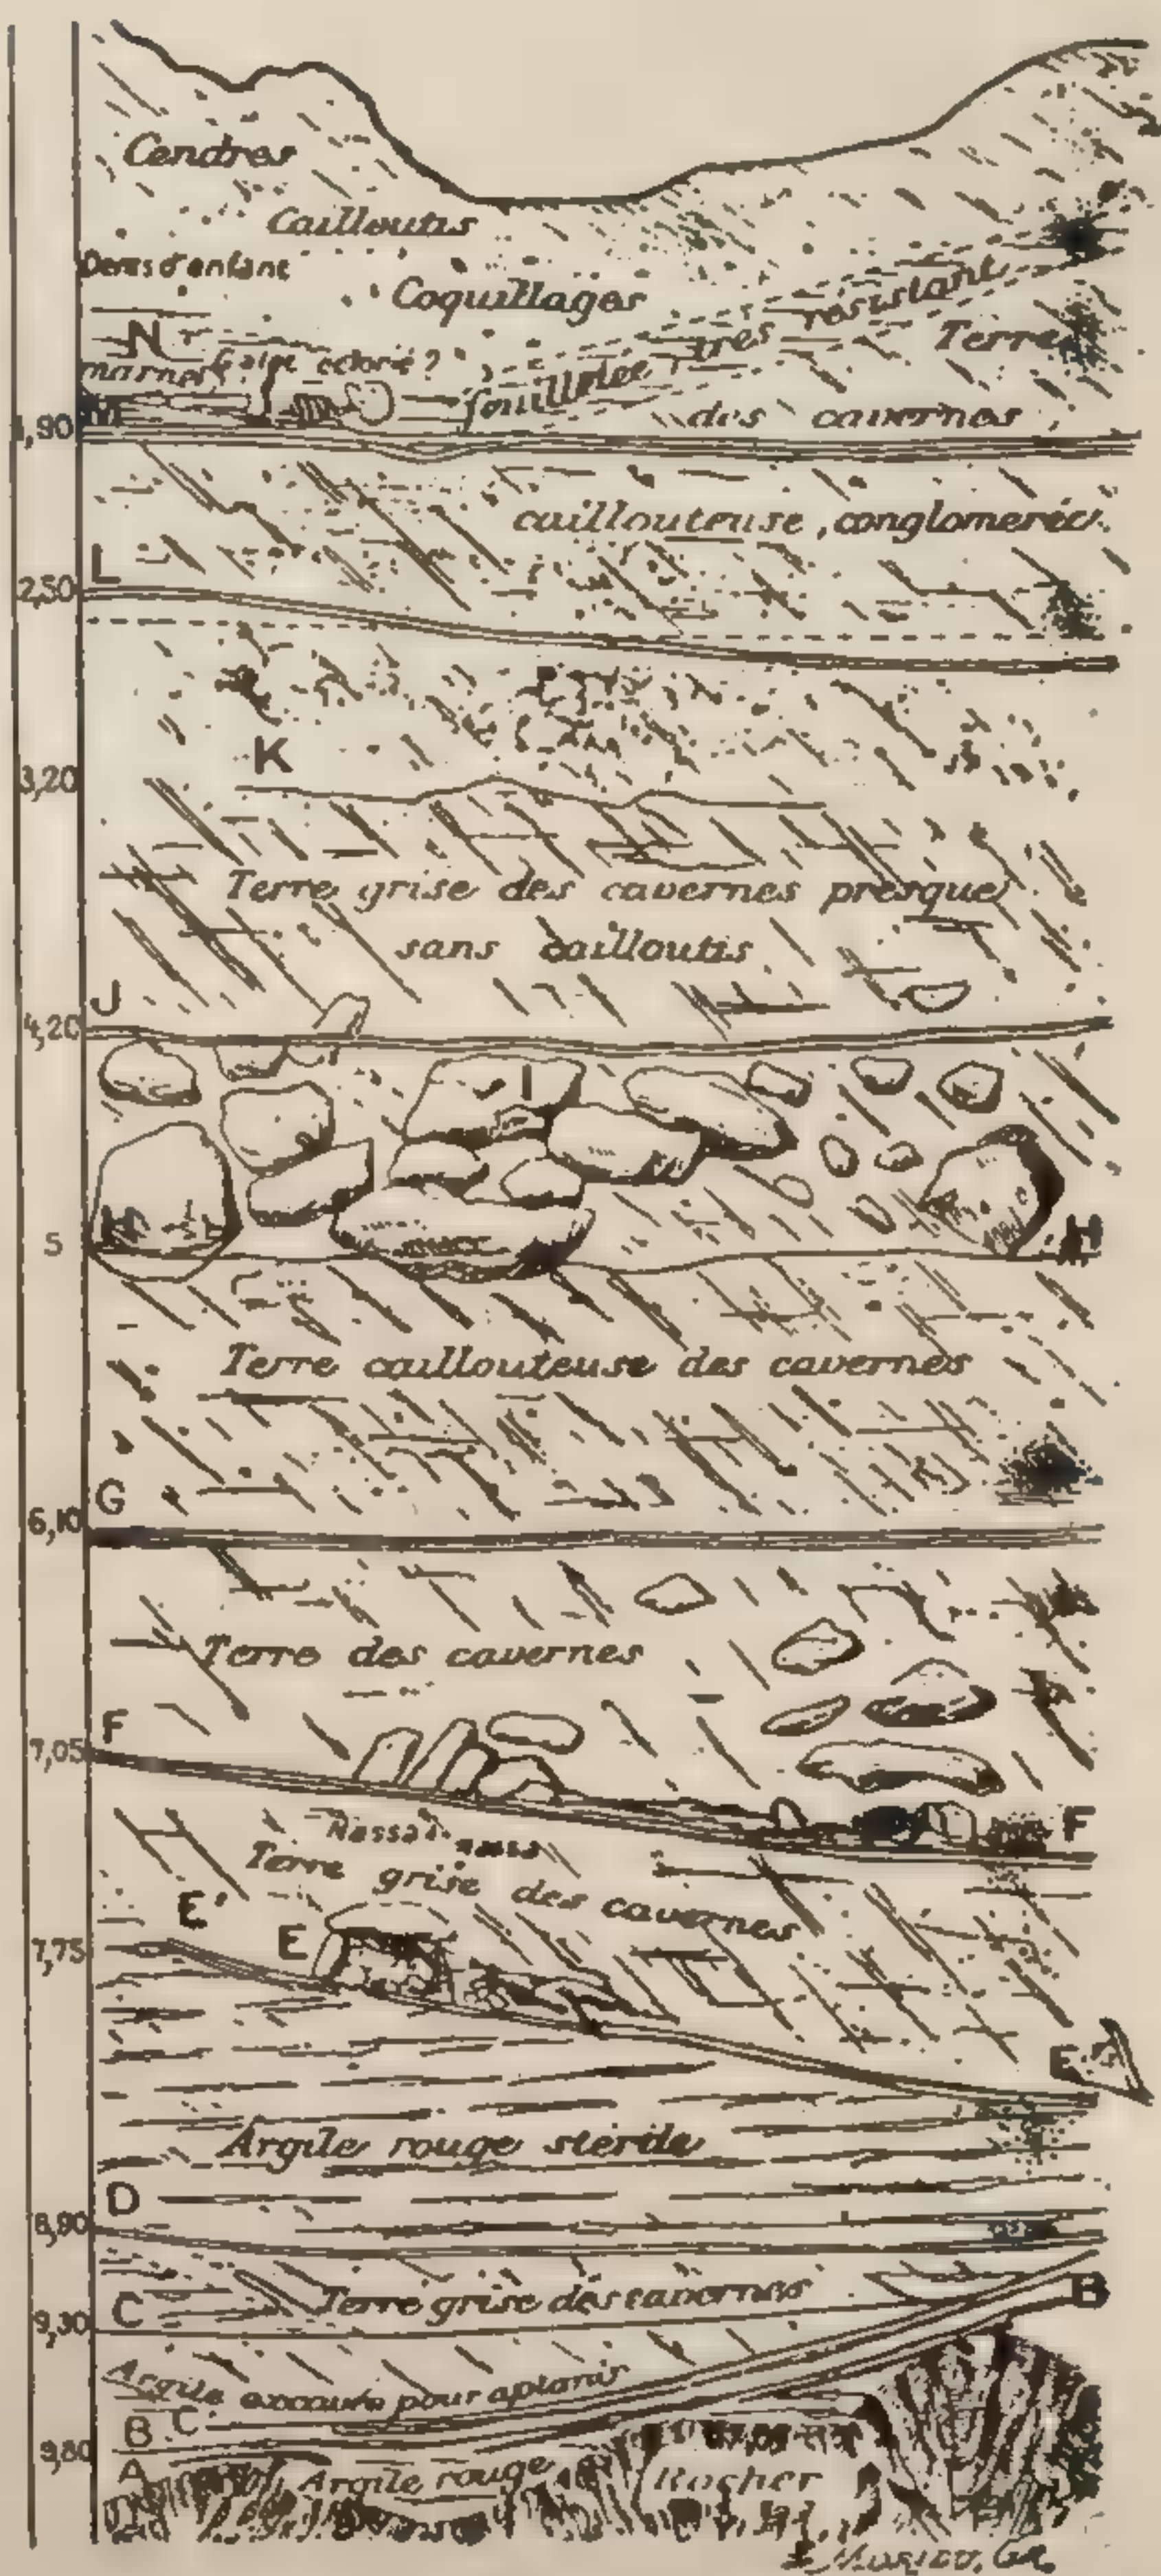 Cendres
Cailloutis
Dents d'enfant
Coquillages
très résistant
N
Terre
marnes
feuilletée
M
1,90
des cavernes
caillouteuse, conglomerée
L
2,50
K
3,20
Terre grise des cavernes presque
sans cailloutis
J
4,20
I
5
H
Terre caillouteuse des cavernes
G
6,10
Terre des cavernes
F
7,05
F
Nassa
Terre grise des cavernes
E'
E
7,75
E
Argile rouge stérile
D
8,90
Terre grise des cavernes
B
C
9,30
Argile excavée pour aplanir
B C'
9,80
A
Argile rouge
Rocher